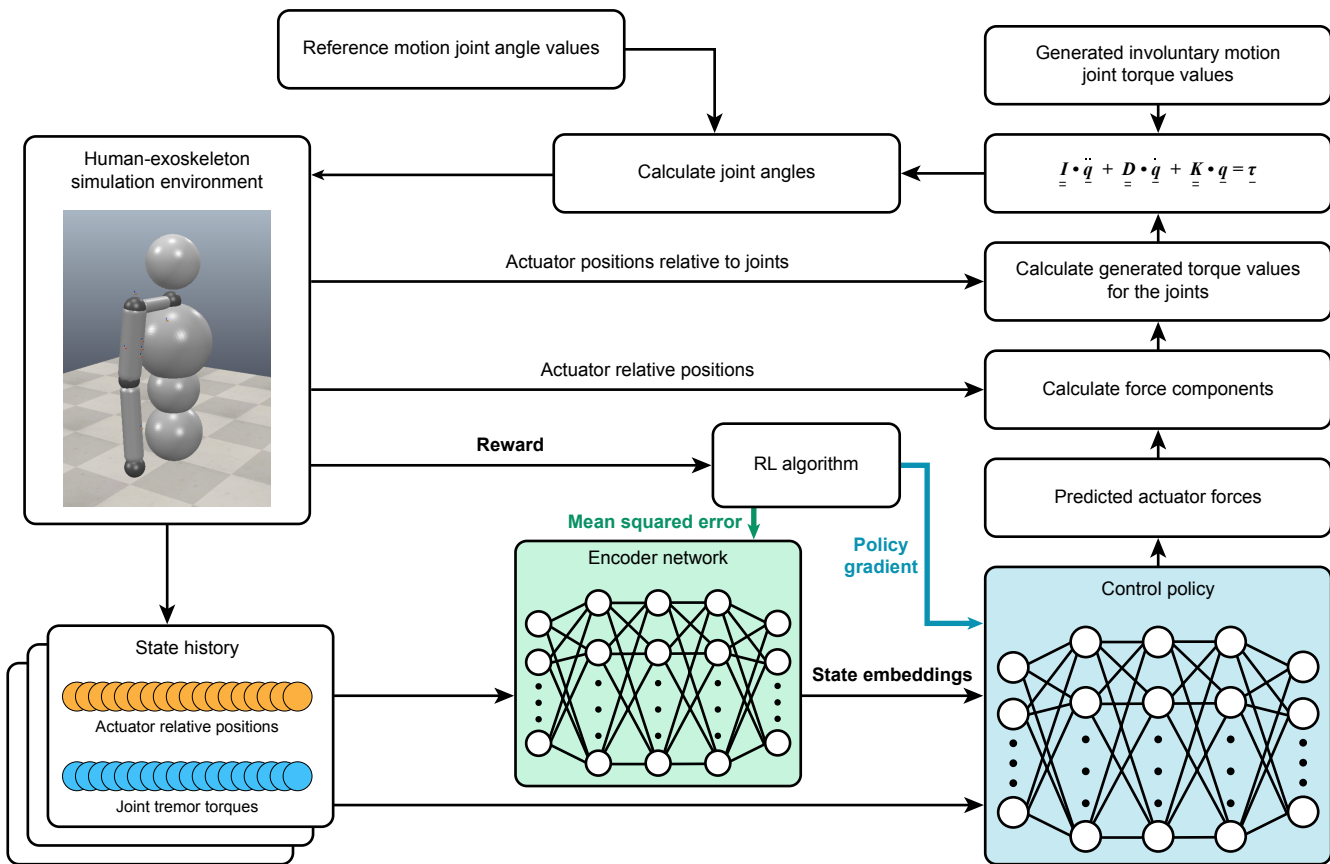 Reference motion joint angle values
Generated involuntary motion
joint torque values
Human-exoskeleton
simulation environment
Calculate joint angles
I • q̈ + D • q̇ + K • q = τ
Actuator positions relative to joints
Calculate generated torque values
for the joints
Actuator relative positions
Calculate force components
Reward
RL algorithm
Predicted actuator forces
Mean squared error
Policy
gradient
Encoder network
Control policy
State history
State embeddings
Actuator relative positions
Joint tremor torques